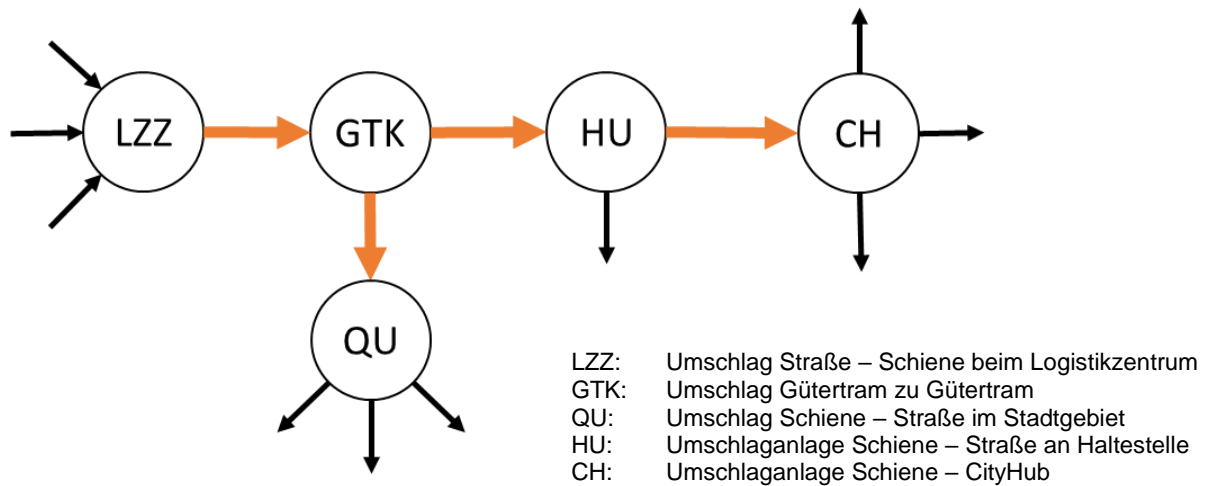 LZZ
GTK
HU
CH
QU
LZZ: Umschlag Straße – Schiene beim Logistikzentrum
GTK: Umschlag Gütertram zu Gütertram
QU: Umschlag Schiene – Straße im Stadtgebiet
HU: Umschlaganlage Schiene – Straße an Haltestelle
CH: Umschlaganlage Schiene – CityHub